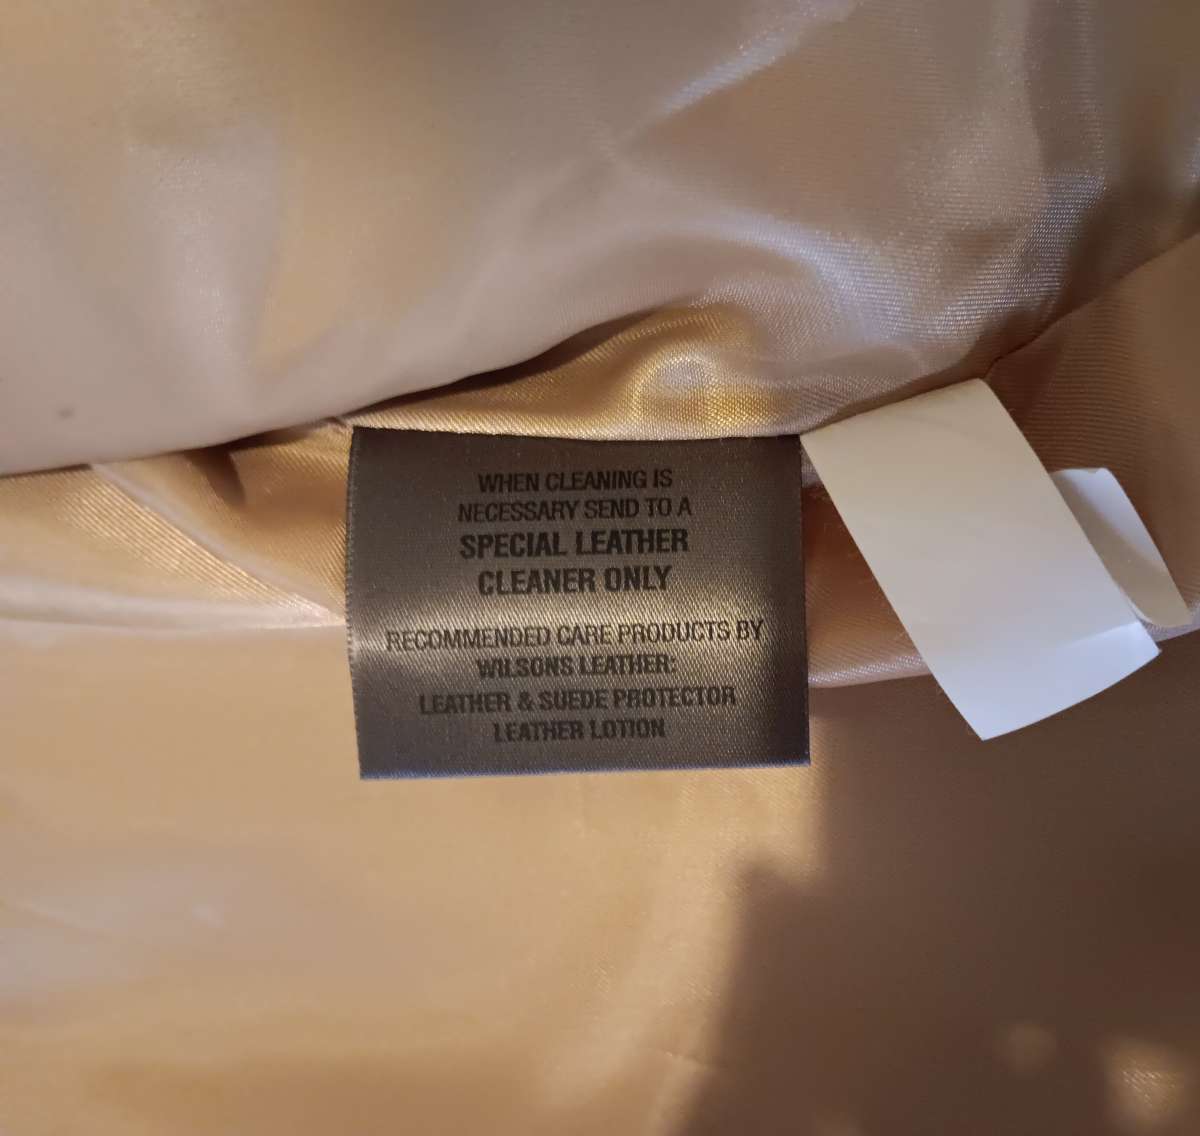 WHEN CLEANING IS
NECESSARY SEND TO A
SPECIAL LEATHER
CLEANER ONLY
RECOMMENDED CARE PRODUCTS BY
WILSONS LEATHER:
LEATHER & SUEDE PROTECTOR
LEATHER LOTION